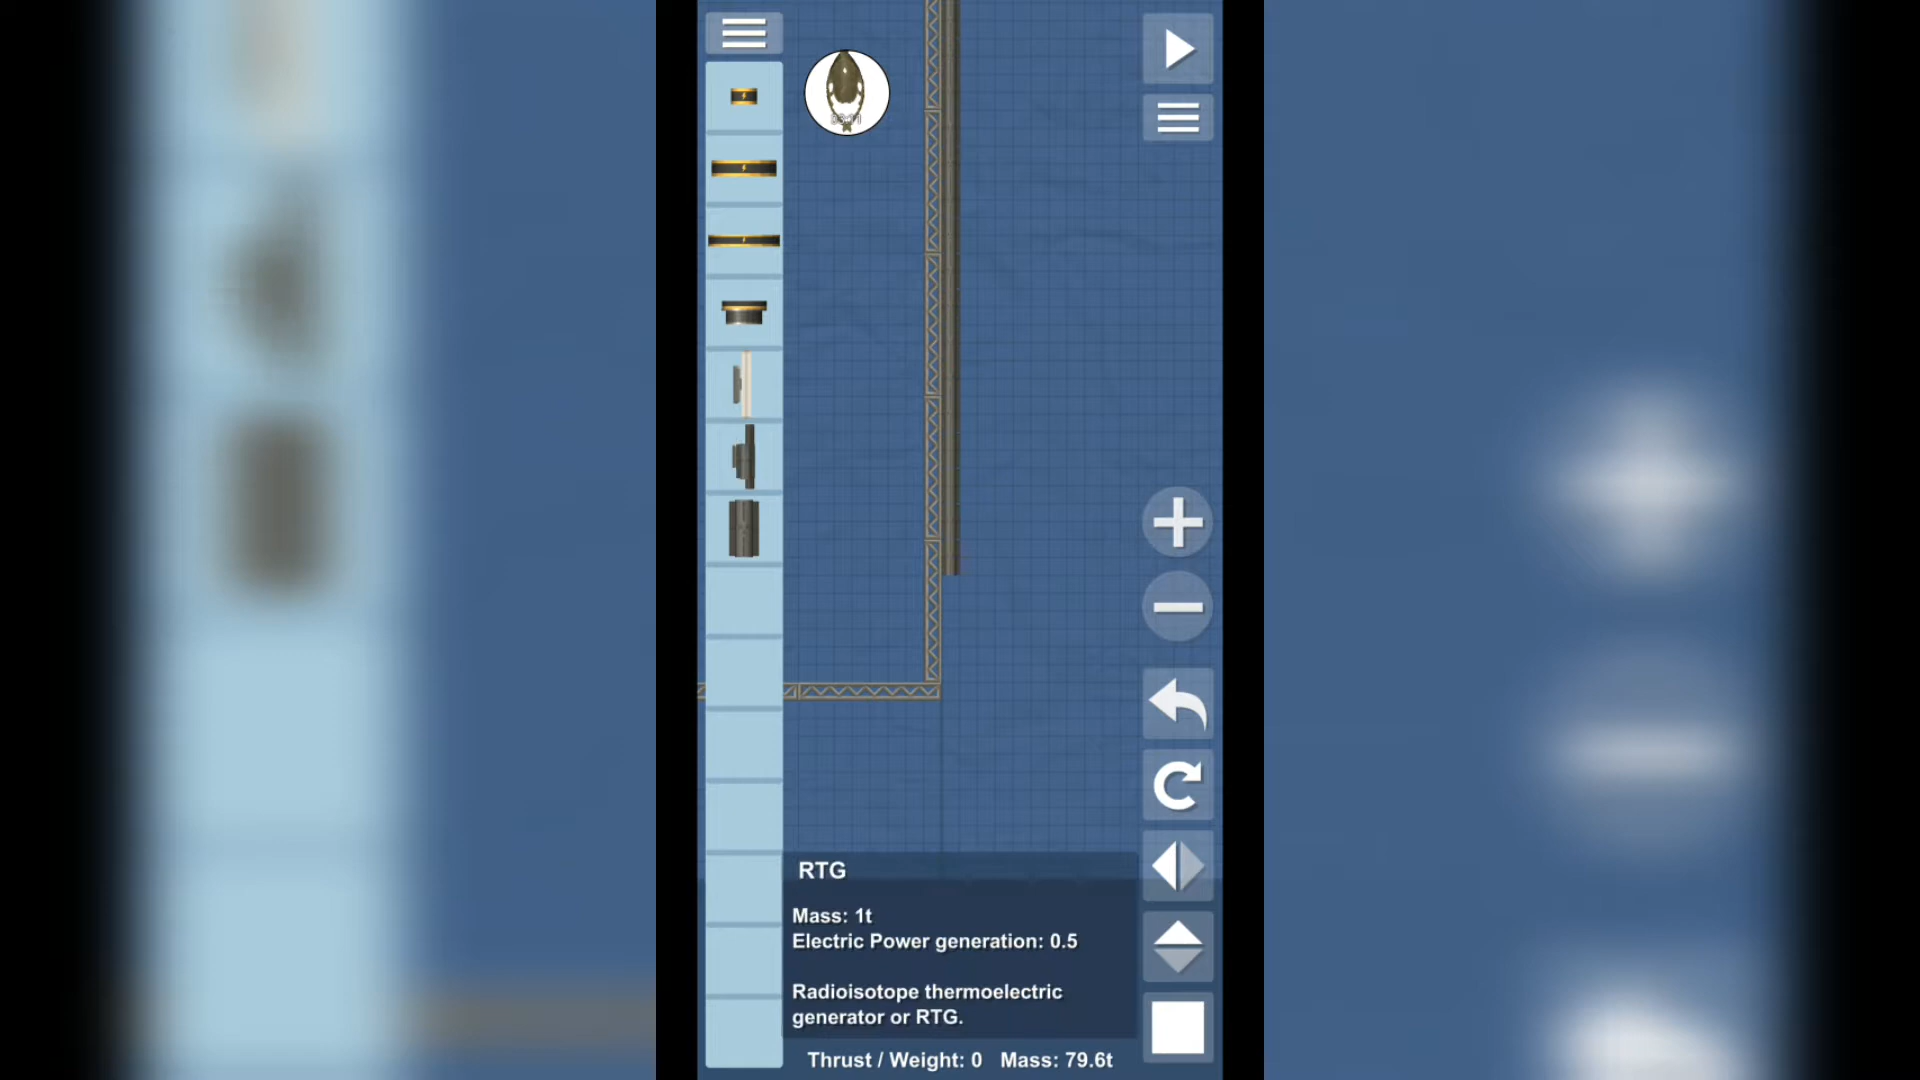 RTG
Mass: 1t
Electric Power generation: 0.5
Radioisotope thermoelectric
generator or RTG.
Thrust / Weight: 0 Mass: 79.6t